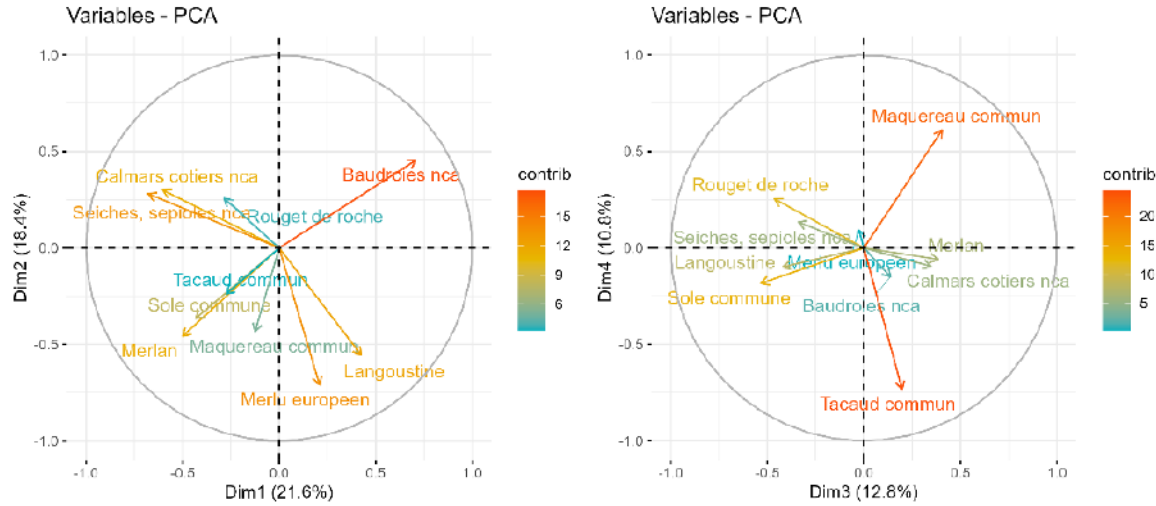 Variables - PCA
1.0
0.5
0.0
-0.5
-1.0
Dim2 (18.4%)
Calmars cotiers nca
Seiches, sepioles nca
Baudroies nca
Rouget de roche
Tacaud commun
Sole commune
Merlan
Maquereau commun
Langoustine
Merlu europeen
-1.0
-0.5
0.0
0.5
1.0
Dim1 (21.6%)
contrib
15
12
9
6
Variables - PCA
1.0
0.5
0.0
-0.5
-1.0
Dim4 (10.8%)
Maquereau commun
Rouget de roche
Seiches, sepioles nca
Merlan
Langoustine
Merlu europeen
Calmars cotiers nca
Sole commune
Baudroies nca
Tacaud commun
-1.0
-0.5
0.0
0.5
1.0
Dim3 (12.8%)
contrib
20
15
10
5